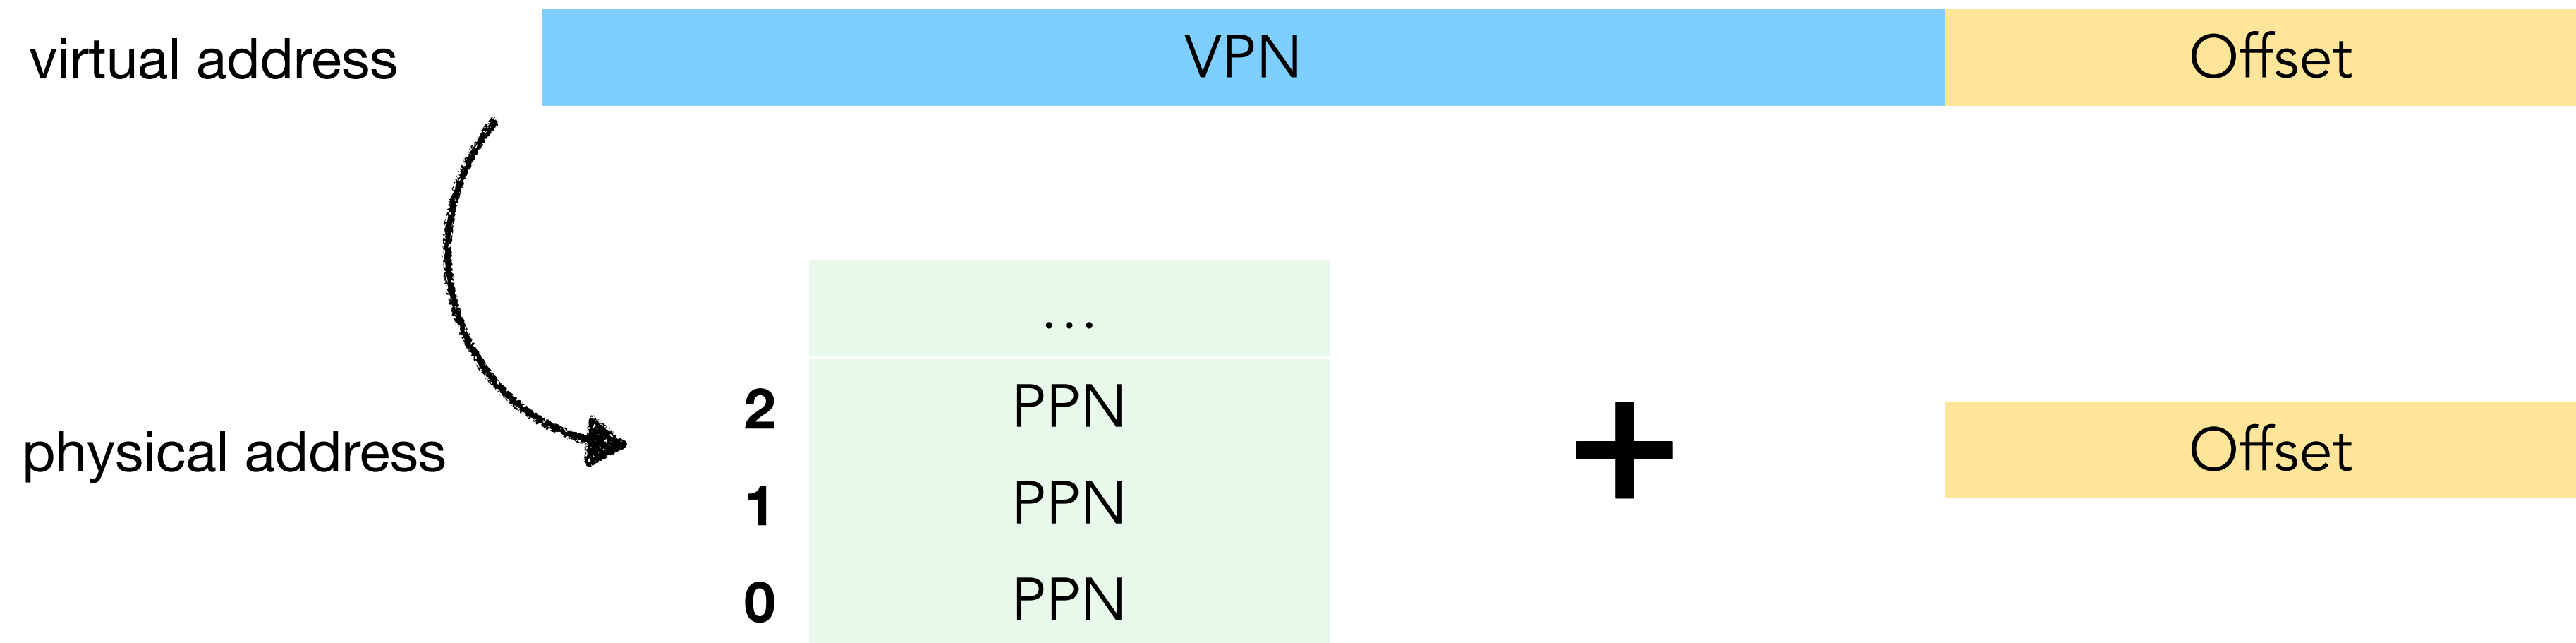 virtual address VPN Offset
...
2 PPN
physical address + Offset
1 PPN
0 PPN